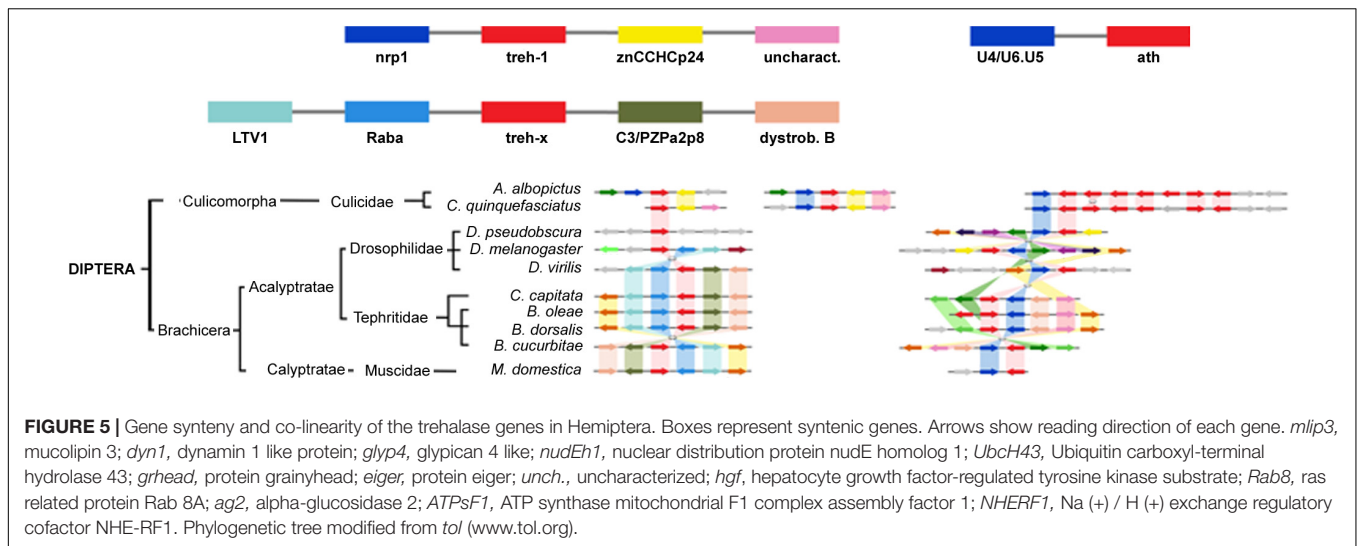 nrp1 treh-1 znCCHCp24 uncharact. U4/U6.U5 ath
LTV1 Raba treh-x C3/PZPa2p8 dystrob. B
A. albopictus
Culicomorpha Culicidae
C. quinquefasciatus
D. pseudobscura
Drosophilidae D. melanogaster
DIPTERA
D. virilis
Acalyptratae
C. capitata
Tephritidae B. oleae
Brachicera B. dorsalis
B. cucurbitae
Calyptratae Muscidae M. domestica
FIGURE 5 | Gene synteny and co-linearity of the trehalase genes in Hemiptera. Boxes represent syntenic genes. Arrows show reading direction of each gene. mlip3,
mucolipin 3; dyn1, dynamin 1 like protein; glyp4, glypican 4 like; nudEh1, nuclear distribution protein nudE homolog 1; UbcH43, Ubiquitin carboxyl-terminal
hydrolase 43; grhead, protein grainyhead; eiger, protein eiger; unch., uncharacterized; hgf, hepatocyte growth factor-regulated tyrosine kinase substrate; Rab8, ras
related protein Rab 8A; ag2, alpha-glucosidase 2; ATPsF1, ATP synthase mitochondrial F1 complex assembly factor 1; NHERF1, Na (+) / H (+) exchange regulatory
cofactor NHE-RF1. Phylogenetic tree modified from tol (www.tol.org).